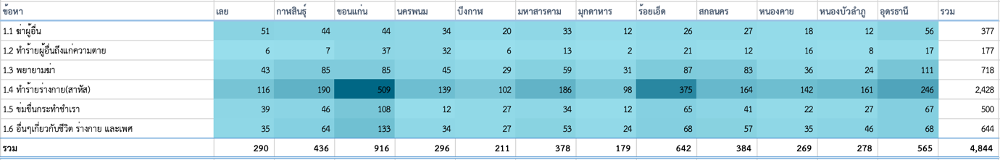 ข้อหา เลย กาฬสินธุ์ ขอนแก่น นครพนม บึงกาฬ มหาสารคาม มุกดาหาร ร้อยเอ็ด สกลนคร หนองคาย หนองบัวลำภู อุดรธานี รวม
1.1 ฆ่าผู้อื่น 51 44 44 34 20 33 12 26 27 18 12 56 377
1.2 ทำร้ายผู้อื่นถึงแก่ความตาย 6 7 37 32 6 13 2 21 12 16 8 17 177
1.3 พยายามฆ่า 43 85 85 45 29 59 31 87 83 36 24 111 718
1.4 ทำร้ายร่างกาย(สาหัส) 116 190 509 139 102 186 98 375 164 142 161 246 2,428
1.5 ข่มขืนกระทำชำเรา 39 46 108 12 27 34 12 65 41 22 27 67 500
1.6 อื่นๆเกี่ยวกับชีวิต ร่างกาย และเพศ 35 64 133 34 27 53 24 68 57 35 46 68 644
รวม 290 436 916 296 211 378 179 642 384 269 278 565 4,844